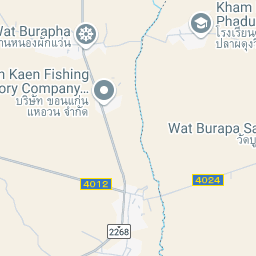 Wat Burapha
านหนองผักแว่น
Kham
Phadu
โรงเรียน
ปลาผดุงวิ
n Kaen Fishing
ory Company...
บริษัท ขอนแก่น
แหอวน จำกัด
Wat Burapa Sa
วัดบู
4012
4024
2268